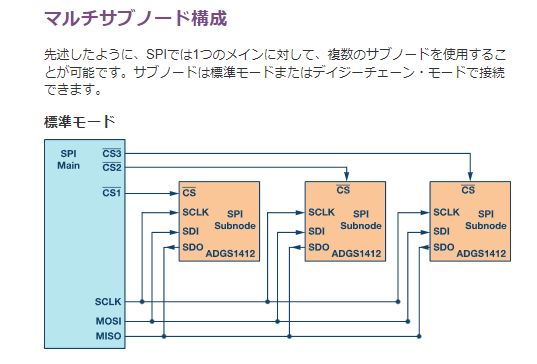 マルチサブノード構成
先述したように、SPIでは1つのメインに対して、複数のサブノードを使用するこ
とが可能です。サブノードは標準モードまたはデイジーチェーン・モードで接続
できます。
標準モード
SPI
Main
CS3
CS2
CS1
SCLK
MOSI
MISO
CS
SCLK
SDI
SDO
SPI
Subnode
ADGS1412
CS
SCLK
SDI
SDO
SPI
Subnode
ADGS1412
CS
SCLK
SDI
SDO
SPI
Subnode
ADGS1412